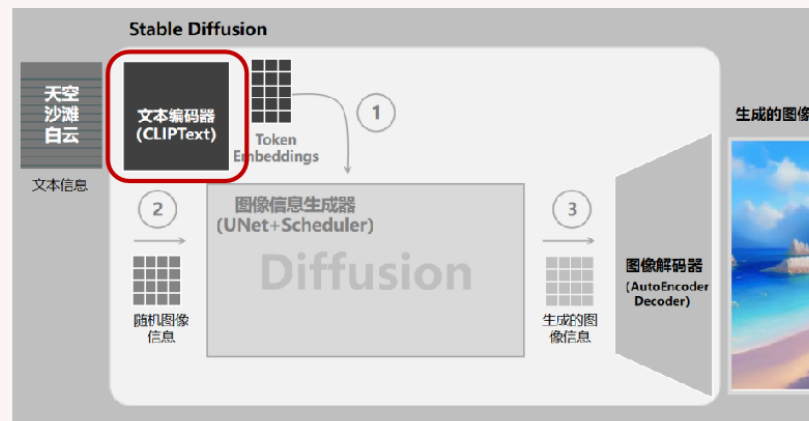 Stable Diffusion
天空
沙滩
白云
文本信息
文本编码器
(CLIPText)
Token
Embeddings
1
2
随机图像
信息
图像信息生成器
(UNet+Scheduler)
Diffusion
3
生成的图
像信息
图像解码器
(AutoEncoder
Decoder)
生成的图像